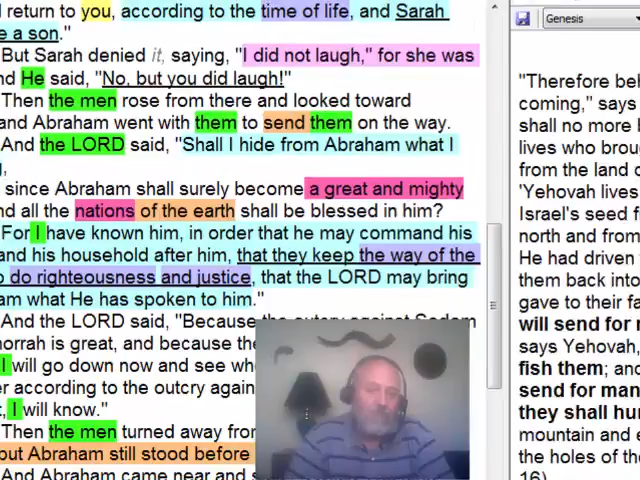 l return to you, according to the time of life, and Sarah
e a son."
But Sarah denied it, saying, "I did not laugh," for she was
nd He said, "No, but you did laugh!"
Then the men rose from there and looked toward
and Abraham went with them to send them on the way.
And the LORD said, "Shall I hide from Abraham what I
,
since Abraham shall surely become a great and mighty
nd all the nations of the earth shall be blessed in him?
For I have known him, in order that he may command his
and his household after him, that they keep the way of the
o do righteousness and justice, that the LORD may bring
am what He has spoken to him."
And the LORD said, "Because the outcry against Sodom
orrah is great, and because the
I will go down now and see wh
er according to the outcry again
t, I will know."
Then the men turned away from
but Abraham still stood before
And Abraham came near and s
Genesis
"Therefore beh
coming," says
shall no more b
lives who broug
from the land o
'Yehovah lives
Israel's seed f
north and from
He had driven
them back into
gave to their fa
will send for m
says Yehovah,
fish them; and
send for man
they shall hun
mountain and e
the holes of the
16)